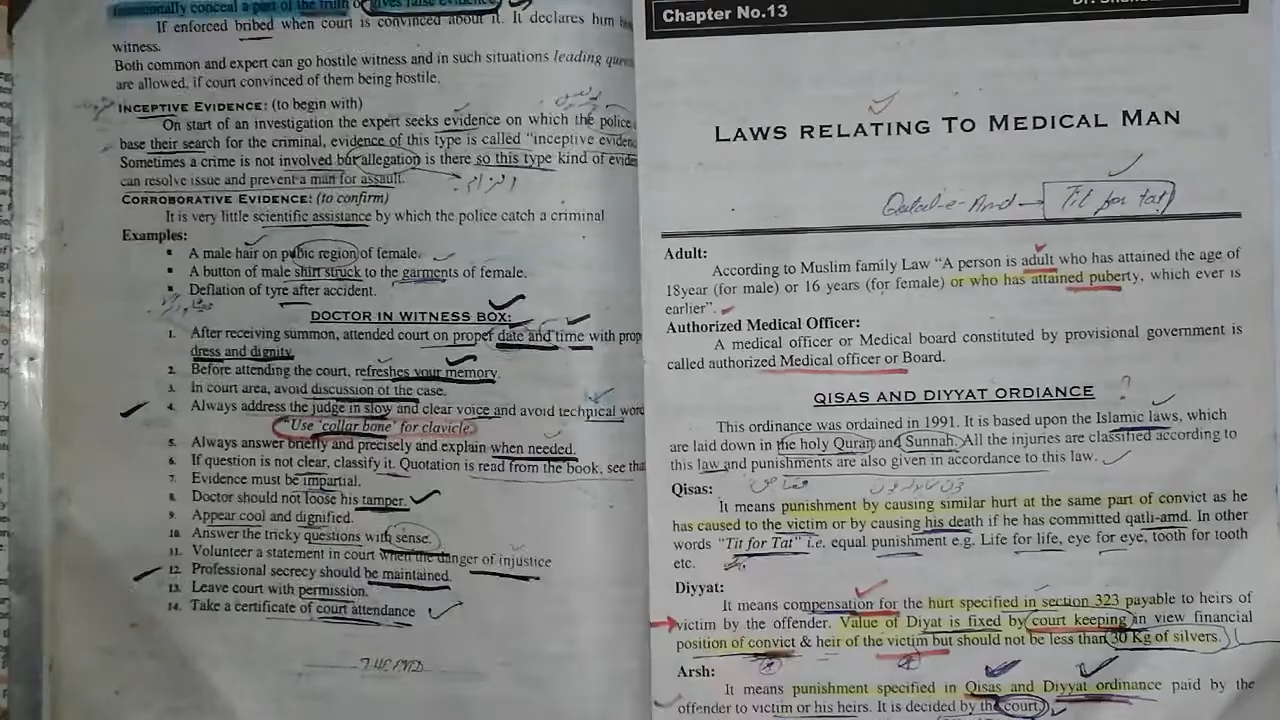 intentionally conceal a part of the truth or gives false evidence
If enforced bribed when court is convinced about it. It declares him
witness.
Both common and expert can go hostile witness and in such situations leading
are allowed, if court convinced of them being hostile.
INCEPTIVE EVIDENCE: (to begin with)
On start of an investigation the expert seeks evidence on which the police
base their search for the criminal, evidence of this type is called "inceptive
Sometimes a crime is not involved but allegation is there so this type kind of
can resolve issue and prevent a man for assault.
الزام
CORROBORATIVE EVIDENCE: (to confirm)
It is very little scientific assistance by which the police catch a criminal
Examples:
▪ A male hair on pubic region of female.
▪ A button of male shirt struck to the garments of female.
▪ Deflation of tyre after accident.
DOCTOR IN WITNESS BOX:
1. After receiving summon, attended court on proper date and time with
dress and dignity
2. Before attending the court, refreshes your memory.
3. In court area, avoid discussion of the case.
4. Always address the judge in slow and clear voice and avoid technical
"Use 'collar bone' for clavicle.
5. Always answer briefly and precisely and explain when needed.
6. If question is not clear, classify it. Quotation is read from the book, see
7. Evidence must be impartial.
8. Doctor should not loose his tamper.
9. Appear cool and dignified.
10. Answer the tricky questions with sense.
11. Volunteer a statement in court when the danger of injustice
12. Professional secrecy should be maintained.
13. Leave court with permission.
14. Take a certificate of court attendance
Chapter No.13
LAWS RELATING TO MEDICAL MAN
Qatal-e-Amd → Tit for tat
Adult:
According to Muslim family Law "A person is adult who has attained the age of
18year (for male) or 16 years (for female) or who has attained puberty, which ever is
earlier".
Authorized Medical Officer:
A medical officer or Medical board constituted by provisional government is
called authorized Medical officer or Board.
QISAS AND DIYYAT ORDIANCE ?
This ordinance was ordained in 1991. It is based upon the Islamic laws, which
are laid down in the holy Quran and Sunnah. All the injuries are classified according to
this law and punishments are also given in accordance to this law.
Qisas: قصاص
It means punishment by causing similar hurt at the same part of convict as he
has caused to the victim or by causing his death if he has committed qatli-amd. In other
words "Tit for Tat" i.e. equal punishment e.g. Life for life, eye for eye, tooth for tooth
etc.
Diyyat:
It means compensation for the hurt specified in section 323 payable to heirs of
victim by the offender. Value of Diyat is fixed by court keeping in view financial
position of convict & heir of the victim but should not be less than 30 Kg of silvers.
Arsh:
It means punishment specified in Qisas and Diyyat ordinance paid by the
offender to victim or his heirs. It is decided by the court.